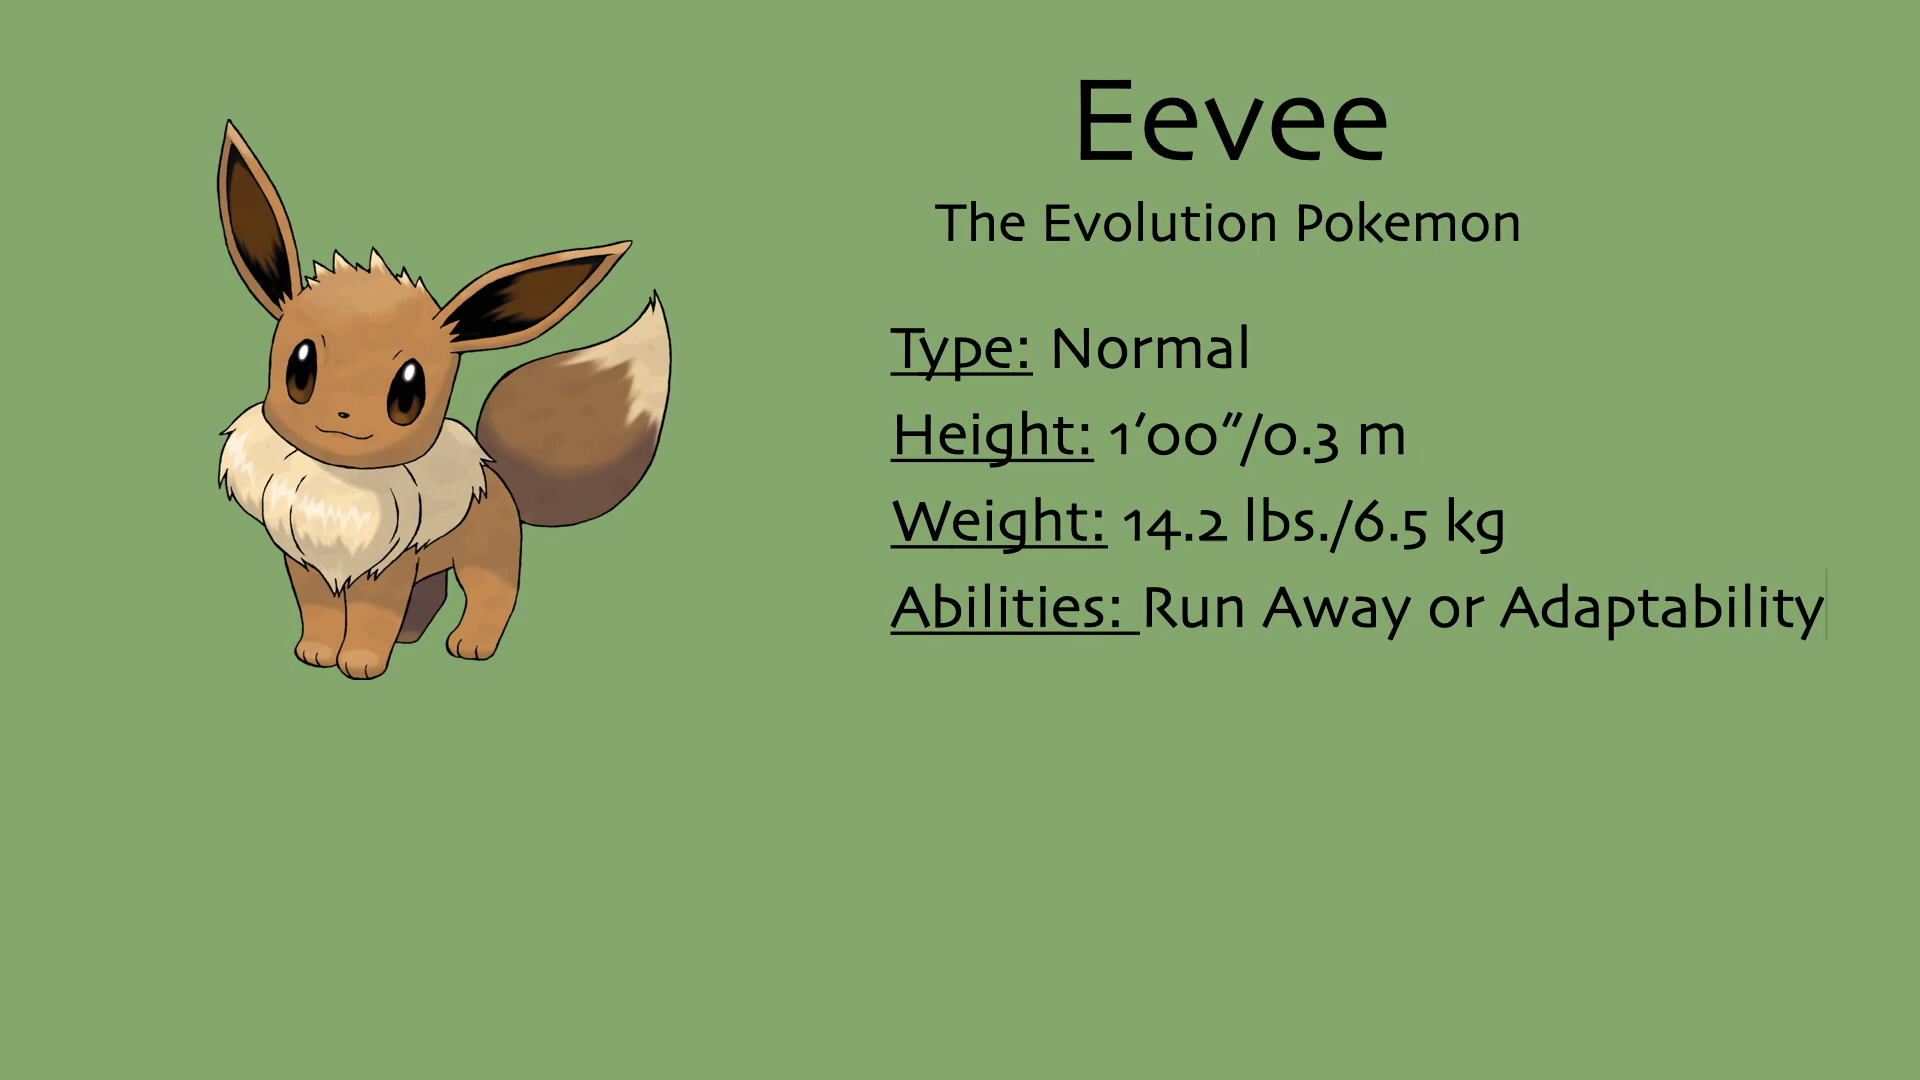 Eevee
The Evolution Pokemon
Type: Normal
Height: 1’00”/0.3 m
Weight: 14.2 lbs./6.5 kg
Abilities: Run Away or Adaptability